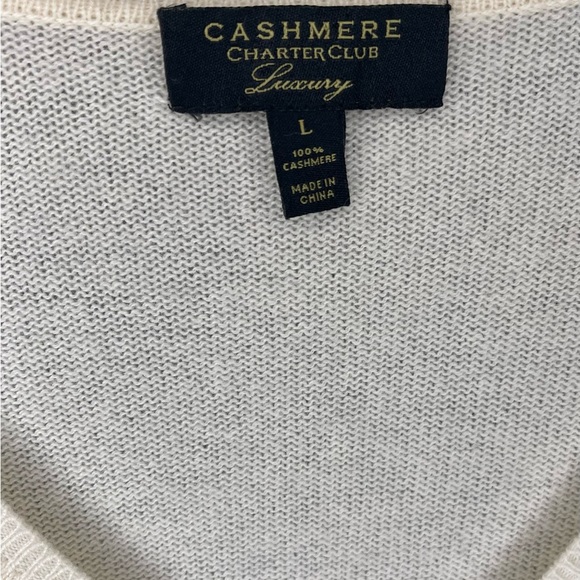 CASHMERE
CHARTER CLUB
Luxury
L
100%
CASHMERE
MADE IN
CHINA